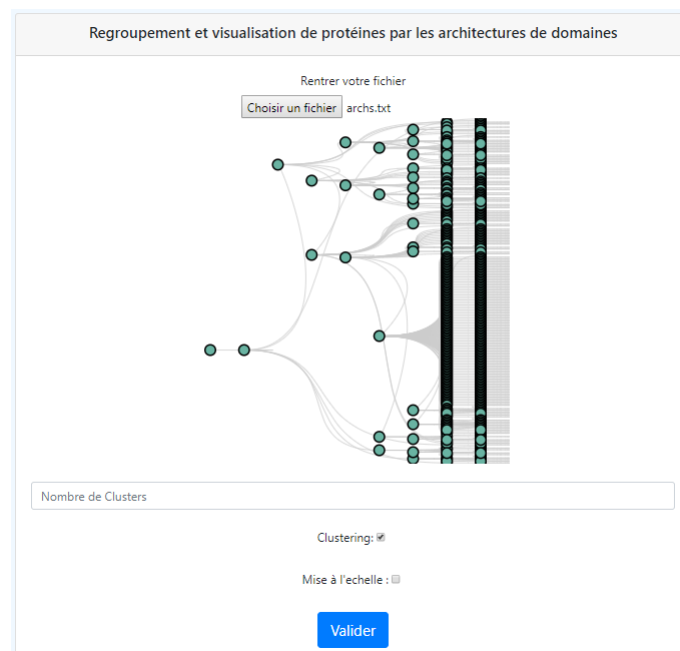 Regroupement et visualisation de protéines par les architectures de domaines
Rentrer votre fichier
Choisir un fichier archs.txt
Nombre de Clusters
Clustering:
Mise à l'echelle :
Valider